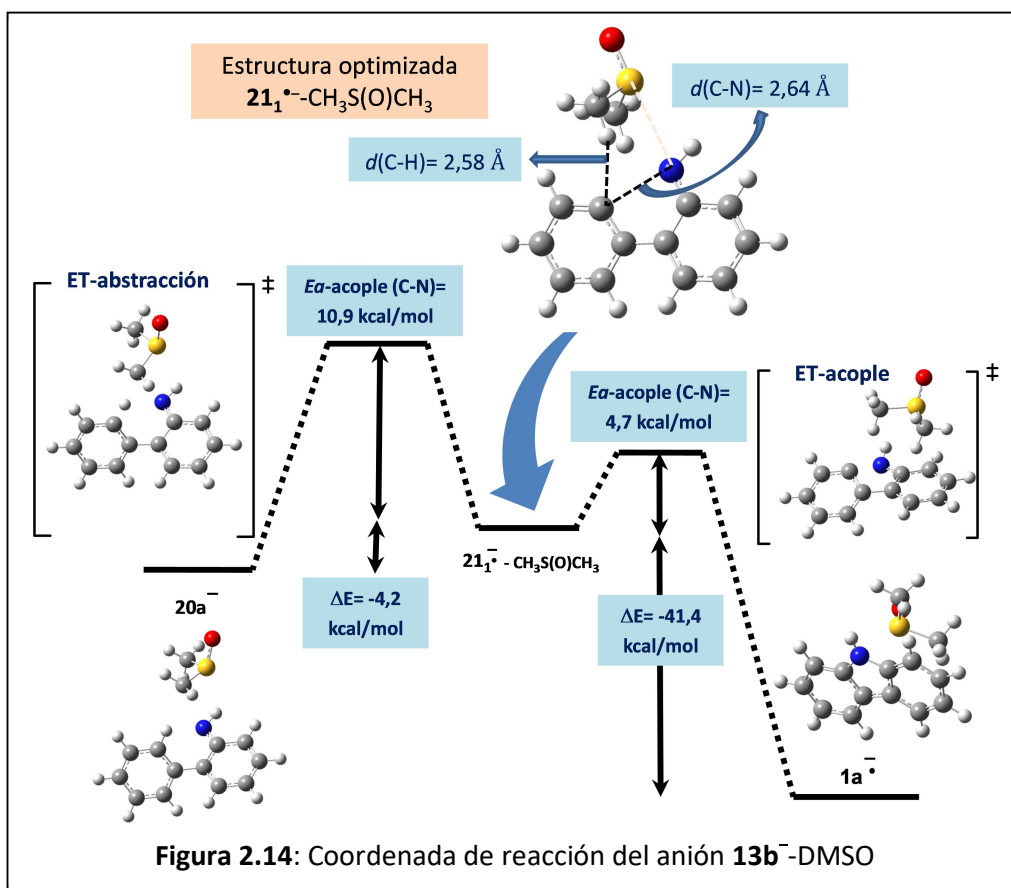 Estructura optimizada
21₁•⁻-CH₃S(O)CH₃
d(C-N)= 2,64 Å
d(C-H)= 2,58 Å
ET-abstracción
‡
Ea-acople (C-N)=
10,9 kcal/mol
Ea-acople (C-N)=
4,7 kcal/mol
ET-acople
‡
21₁•⁻ - CH₃S(O)CH₃
20a⁻
ΔE= -4,2
kcal/mol
ΔE= -41,4
kcal/mol
1a•⁻
Figura 2.14: Coordenada de reacción del anión 13b⁻-DMSO